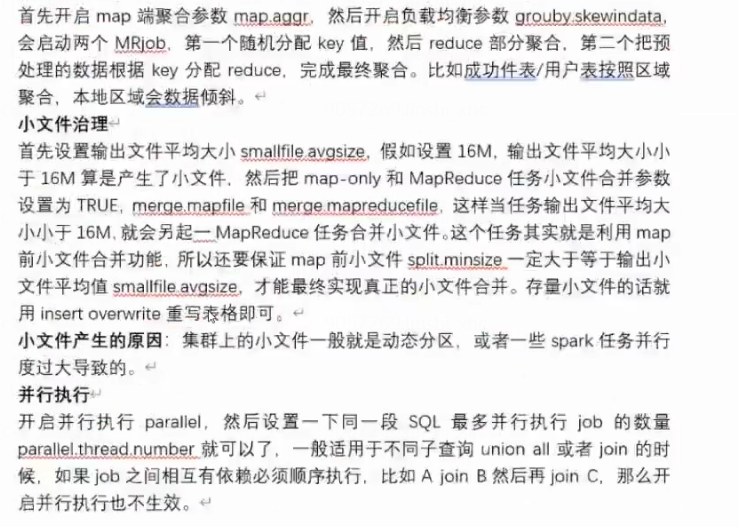 首先开启 map 端聚合参数 map.aggr，然后开启负载均衡参数 grouby.skewindata,
会启动两个 MRjob，第一个随机分配 key 值，然后 reduce 部分聚合，第二个把预
处理的数据根据 key 分配 reduce，完成最终聚合。比如成功件表/用户表按照区域
聚合，本地区域会数据倾斜。
小文件治理
首先设置输出文件平均大小 smallfile.avgsize，假如设置 16M，输出文件平均大小小
于 16M 算是产生了小文件，然后把 map-only 和 MapReduce 任务小文件合并参数
设置为 TRUE，merge.mapfile 和 merge.mapreducefile，这样当任务输出文件平均大
小小于 16M，就会另起一 MapReduce 任务合并小文件。这个任务其实就是利用 map
前小文件合并功能，所以还要保证 map 前小文件 split.minsize 一定大于等于输出小
文件平均值 smallfile.avgsize，才能最终实现真正的小文件合并。存量小文件的话就
用 insert overwrite 重写表格即可。
小文件产生的原因：集群上的小文件一般就是动态分区，或者一些 spark 任务并行
度过大导致的。
并行执行
开启并行执行 parallel，然后设置一下同一段 SQL 最多并行执行 job 的数量
parallel.thread.number 就可以了，一般适用于不同子查询 union all 或者 join 的时
候，如果 job 之间相互有依赖必须顺序执行，比如 A join B 然后再 join C，那么开
启并行执行也不生效。